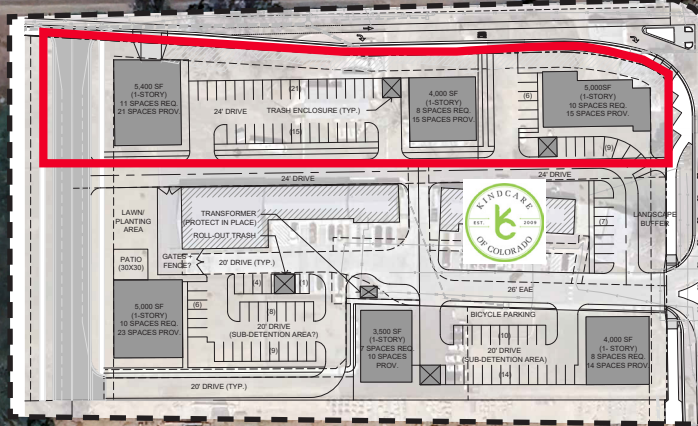 5,400 SF
(1-STORY)
11 SPACES REQ.
21 SPACES PROV.
(21)
24' DRIVE
TRASH ENCLOSURE (TYP.)
(15)
4,000 SF
(1-STORY)
8 SPACES REQ.
15 SPACES PROV.
(6)
5,000SF
(1-STORY)
10 SPACES REQ.
15 SPACES PROV.
(9)
24' DRIVE
24' DRIVE
LAWN/
PLANTING
AREA
TRANSFORMER
(PROTECT IN PLACE)
ROLL-OUT TRASH
KINDCARE
EST.
2009
kc
OF COLORADO
(7)
LANDSCAPE
BUFFER
PATIO
(30X30)
GATES +
FENCE?
20' DRIVE (TYP.)
(4)
(1)
26' EAE
5,000 SF
(1-STORY)
10 SPACES REQ.
23 SPACES PROV.
(6)
(8)
20' DRIVE
(SUB-DETENTION AREA?)
(9)
20' DRIVE (TYP.)
3,500 SF
(1-STORY)
7 SPACES REQ.
10 SPACES
PROV.
BICYCLE PARKING
(10)
20' DRIVE
(SUB-DETENTION AREA)
(14)
4,000 SF
(1- STORY)
8 SPACES REQ.
14 SPACES PROV.